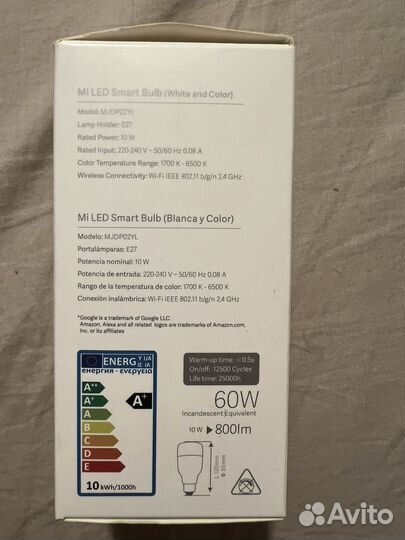 Mi LED Smart Bulb (White and Color)
Model: MJDP02YL
Lamp Holder: E27
Rated Power: 10 W
Rated Input: 220-240 V ~ 50/60 Hz 0.08 A
Color Temperature Range: 1700 K - 6500 K
Wireless Connectivity: Wi-Fi IEEE 802.11 b/g/n 2.4 GHz
Mi LED Smart Bulb (Blanca y Color)
Modelo: MJDP02YL
Portalámparas: E27
Potencia nominal: 10 W
Potencia de entrada: 220-240 V ~ 50/60 Hz 0.08 A
Rango de la temperatura de color: 1700 K - 6500 K
Conexión inalámbrica: Wi-Fi IEEE 802.11 b/g/n 2.4 GHz
*Google is a trademark of Google LLC.
Amazon, Alexa and all related logos are trademarks of Amazon.com,
Inc. or its affiliates
ENERG Y UA
IE IA
енергия · ενεργεια
A++
A+
A
B
C
D
E
A+
10 kWh/1000h
Warm-up time: < 0.5s
On/off: 12500 Cycles
Life time: 25000h
60W
Incandescent Equivalent
10 W ▶ 800lm
Φ 55mm
Avito